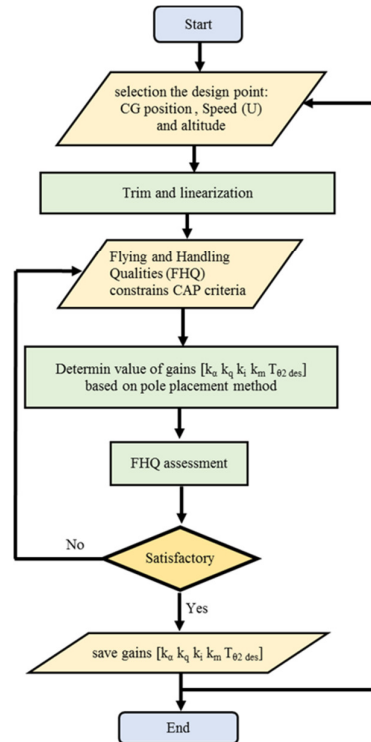 Start
selection the design point:
CG position , Speed (U)
and altitude
Trim and linearization
Flying and Handling
Qualities (FHQ)
constrains CAP criteria
Determin value of gains [kα kq ki km Tθ2 des]
based on pole placement method
FHQ assessment
No
Satisfactory
Yes
save gains [kα kq ki km Tθ2 des]
End